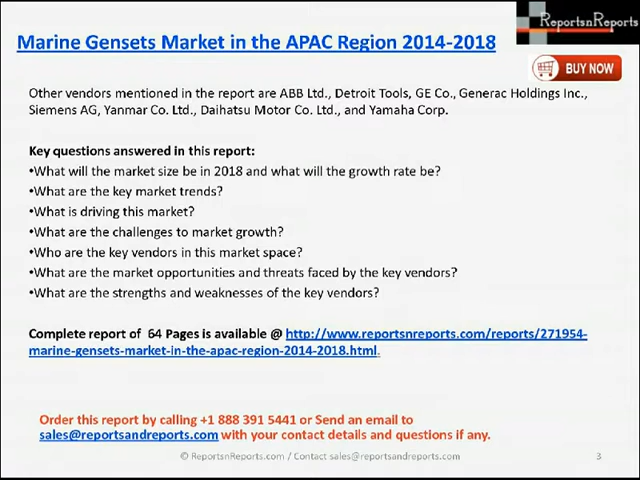 ReportsnReports
Marine Gensets Market in the APAC Region 2014-2018
BUY NOW
Other vendors mentioned in the report are ABB Ltd., Detroit Tools, GE Co., Generac Holdings Inc.,
Siemens AG, Yanmar Co. Ltd., Daihatsu Motor Co. Ltd., and Yamaha Corp.
Key questions answered in this report:
•What will the market size be in 2018 and what will the growth rate be?
•What are the key market trends?
•What is driving this market?
•What are the challenges to market growth?
•Who are the key vendors in this market space?
•What are the market opportunities and threats faced by the key vendors?
•What are the strengths and weaknesses of the key vendors?
Complete report of 64 Pages is available @ http://www.reportsnreports.com/reports/271954-
marine-gensets-market-in-the-apac-region-2014-2018.html.
Order this report by calling +1 888 391 5441 or Send an email to
sales@reportsandreports.com with your contact details and questions if any.
© ReportsnReports.com / Contact sales@reportsandreports.com 3